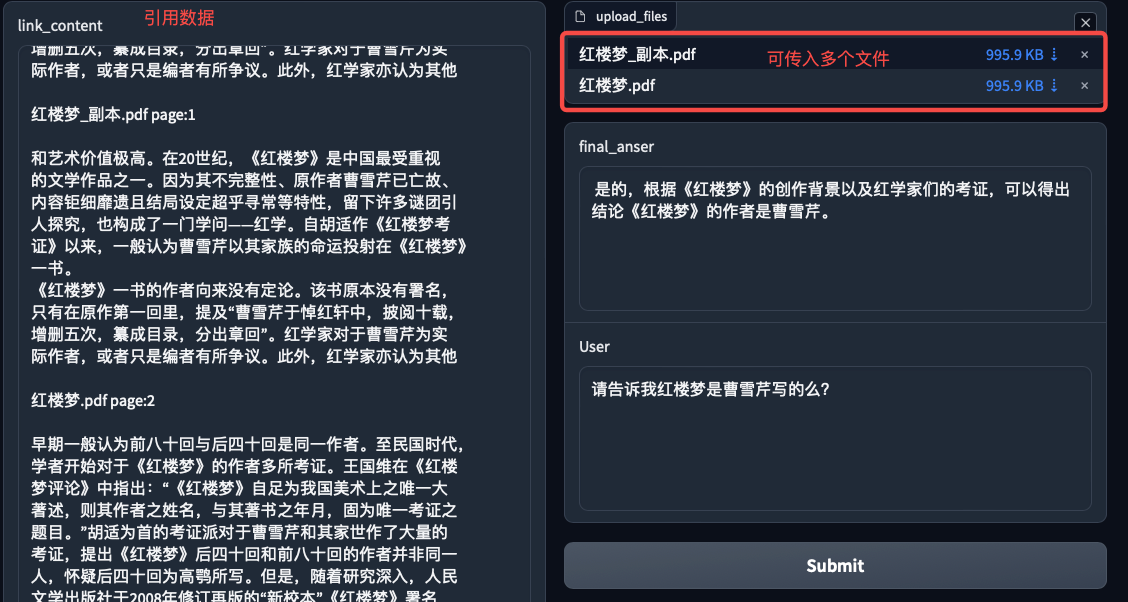 link_content
引用数据
增删五次，纂成目录，分出章回”。红学家对于曹雪芹为实
际作者，或者只是编者有所争议。此外，红学家亦认为其他
红楼梦_副本.pdf page:1
和艺术价值极高。在20世纪，《红楼梦》是中国最受重视
的文学作品之一。因为其不完整性、原作者曹雪芹已亡故、
内容钜细靡遗且结局设定超乎寻常等特性，留下许多谜团引
人探究，也构成了一门学问——红学。自胡适作《红楼梦考
证》以来，一般认为曹雪芹以其家族的命运投射在《红楼梦》
一书。
《红楼梦》一书的作者向来没有定论。该书原本没有署名，
只有在原作第一回里，提及“曹雪芹于悼红轩中，披阅十载，
增删五次，纂成目录，分出章回”。红学家对于曹雪芹为实
际作者，或者只是编者有所争议。此外，红学家亦认为其他
红楼梦.pdf page:2
早期一般认为前八十回与后四十回是同一作者。至民国时代，
学者开始对于《红楼梦》的作者多所考证。王国维在《红楼
梦评论》中指出：“《红楼梦》自足为我国美术上之唯一大
著述，则其作者之姓名，与其著书之年月，固为唯一考证之
题目。”胡适为首的考证派对于曹雪芹和其家世作了大量的
考证，提出《红楼梦》后四十回和前八十回的作者并非同一
人，怀疑后四十回为高鹗所写。但是，随着研究深入，人民
文学出版社于2008年修订再版的“新校本”《红楼梦》署名
upload_files
红楼梦_副本.pdf 可传入多个文件 995.9 KB ⇣ ×
红楼梦.pdf 995.9 KB ⇣ ×
final_anser
是的，根据《红楼梦》的创作背景以及红学家们的考证，可以得出
结论《红楼梦》的作者是曹雪芹。
User
请告诉我红楼梦是曹雪芹写的么？
Submit